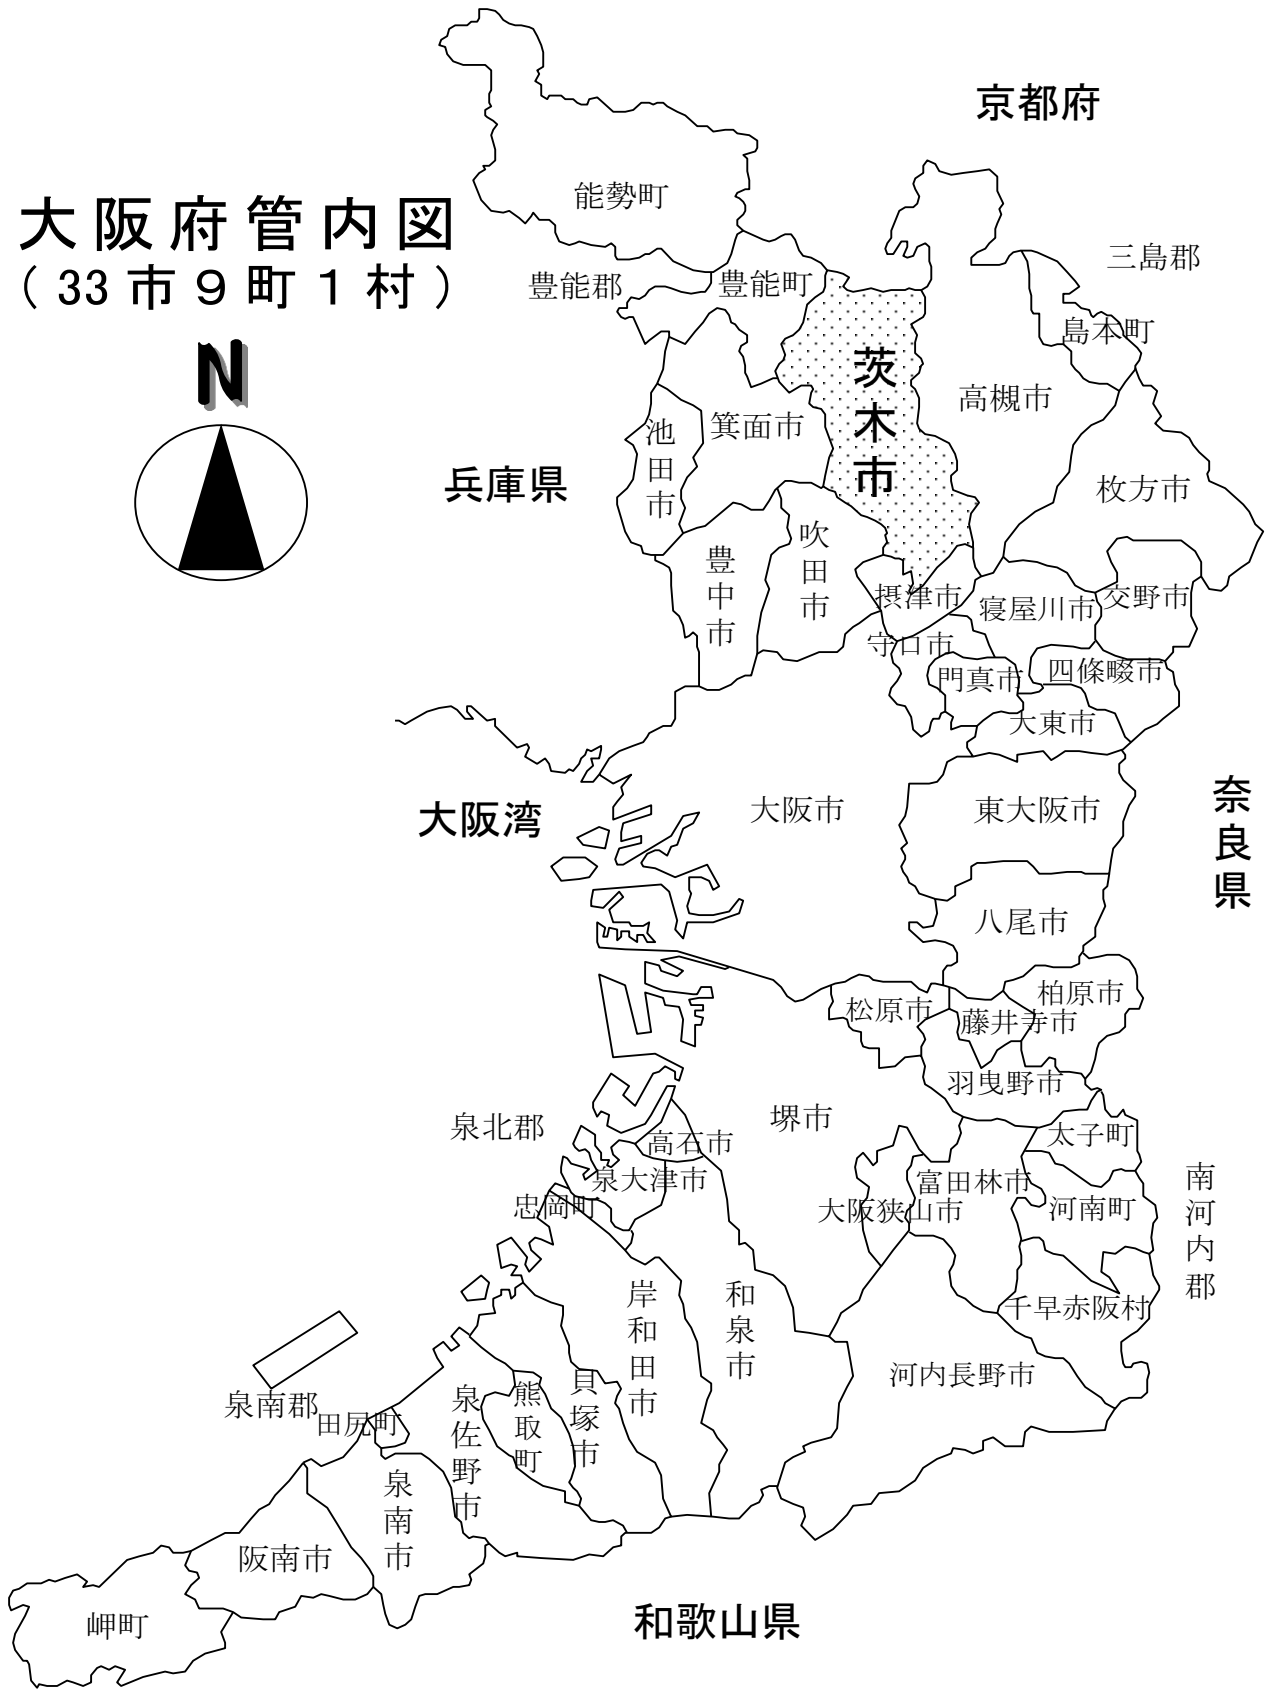 京都府
大阪府管内図
(33市9町1村)
N
能勢町
豊能郡
豊能町
三島郡
島本町
茨木市
高槻市
箕面市
池田市
兵庫県
枚方市
吹田市
豊中市
摂津市
寝屋川市
交野市
守口市
門真市
四條畷市
大東市
大阪湾
大阪市
東大阪市
奈良県
八尾市
松原市
柏原市
藤井寺市
羽曳野市
泉北郡
高石市
堺市
太子町
泉大津市
忠岡町
大阪狭山市
富田林市
河南町
南河内郡
千早赤阪村
岸和田市
和泉市
河内長野市
泉南郡
田尻町
泉佐野市
熊取町
貝塚市
泉南市
阪南市
岬町
和歌山県